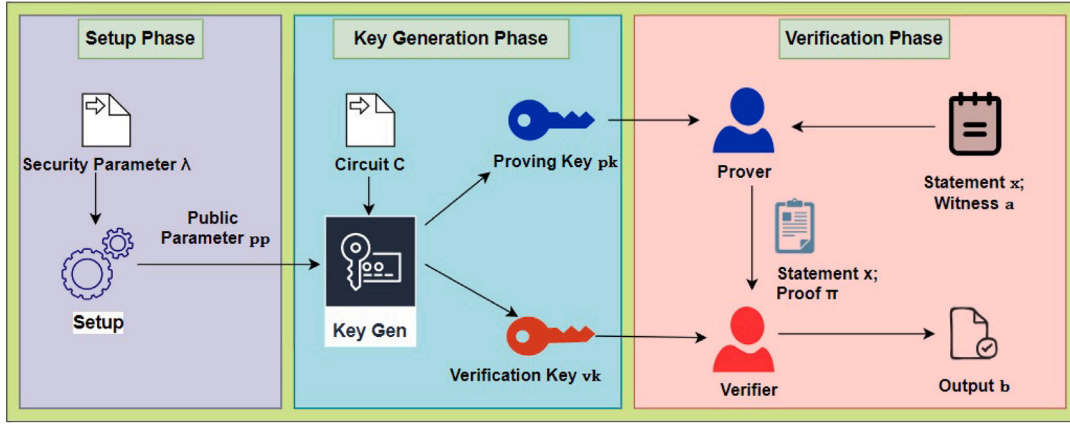 Setup Phase
Security Parameter λ
Public
Parameter pp
Setup
Key Generation Phase
Circuit C
Key Gen
Proving Key pk
Verification Key vk
Verification Phase
Prover
Statement x;
Witness a
Statement x;
Proof π
Verifier
Output b